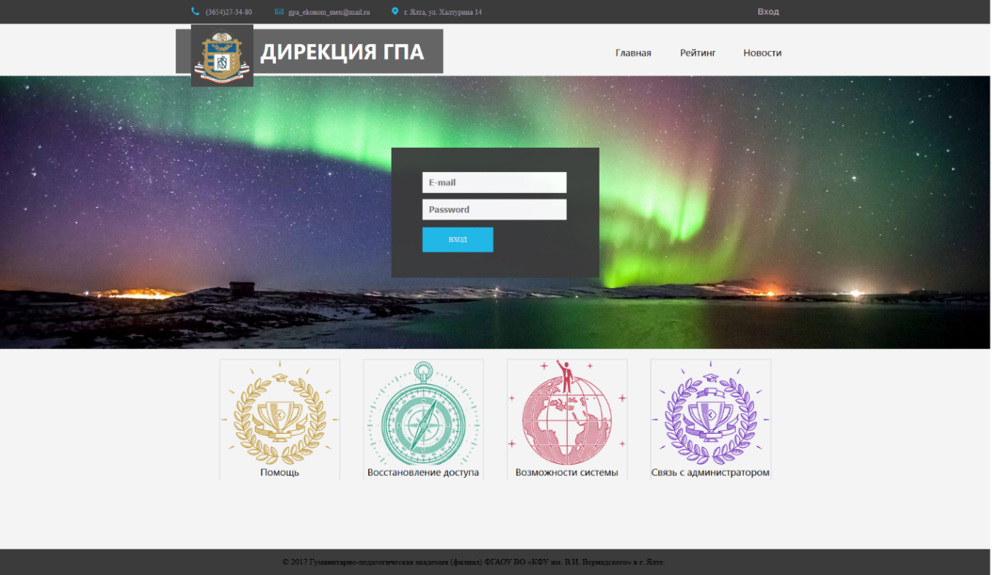 (3654)27-34-80 gpa_ekonom_men@mail.ru г. Ялта, ул. Халтурина 14 Вход
ДИРЕКЦИЯ ГПА
Главная Рейтинг Новости
E-mail
Password
ВХОД
Помощь Восстановление доступа Возможности системы Связь с администратором
© 2017 Гуманитарно-педагогическая академия (филиал) ФГАОУ ВО «КФУ им. В.И. Вернадского» в г. Ялте.